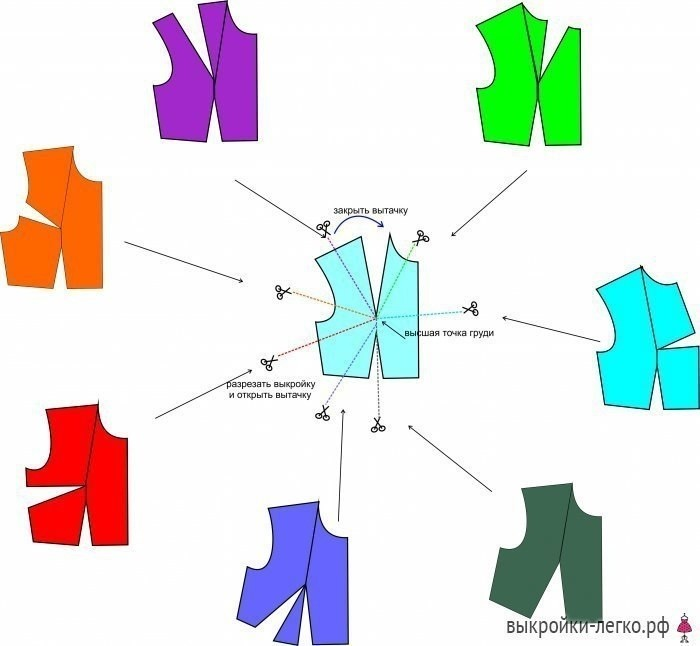 закрыть вытачку
высшая точка груди
разрезать выкройку
и открыть вытачку
выкройки-легко.рф